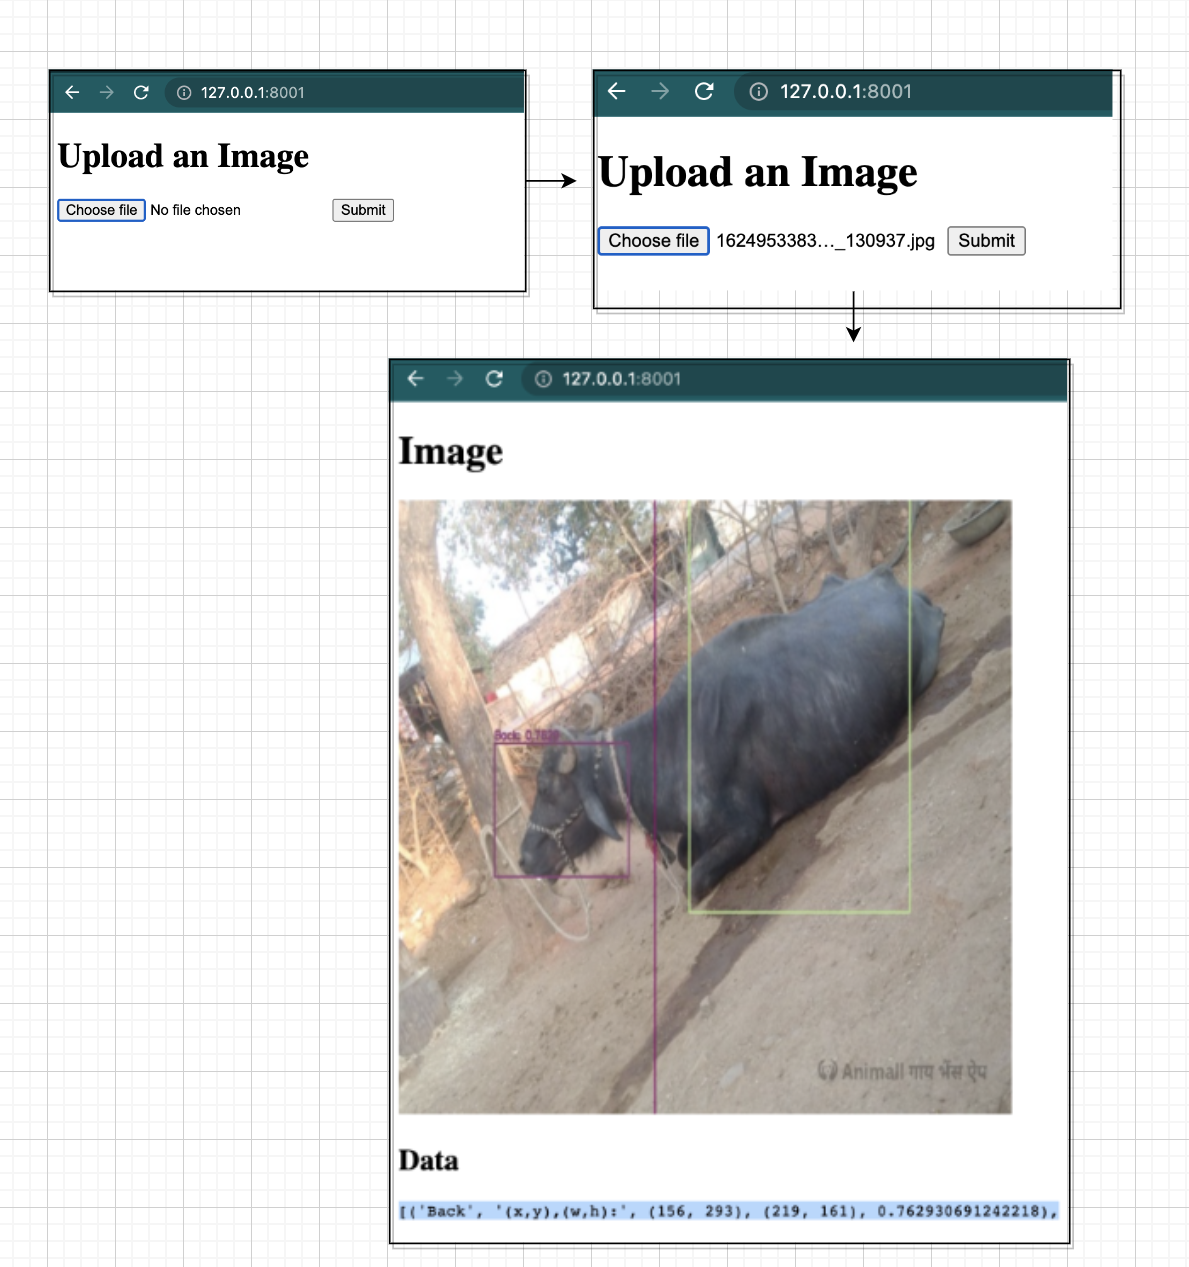 127.0.0.1:8001
Upload an Image
Choose file No file chosen Submit
127.0.0.1:8001
Upload an Image
Choose file 1624953383..._130937.jpg Submit
127.0.0.1:8001
Image
Back: 0.7629
Animall गाय भैंस ऐप
Data
[('Back', '(x,y),(w,h):', (156, 293), (219, 161), 0.762930691242218),